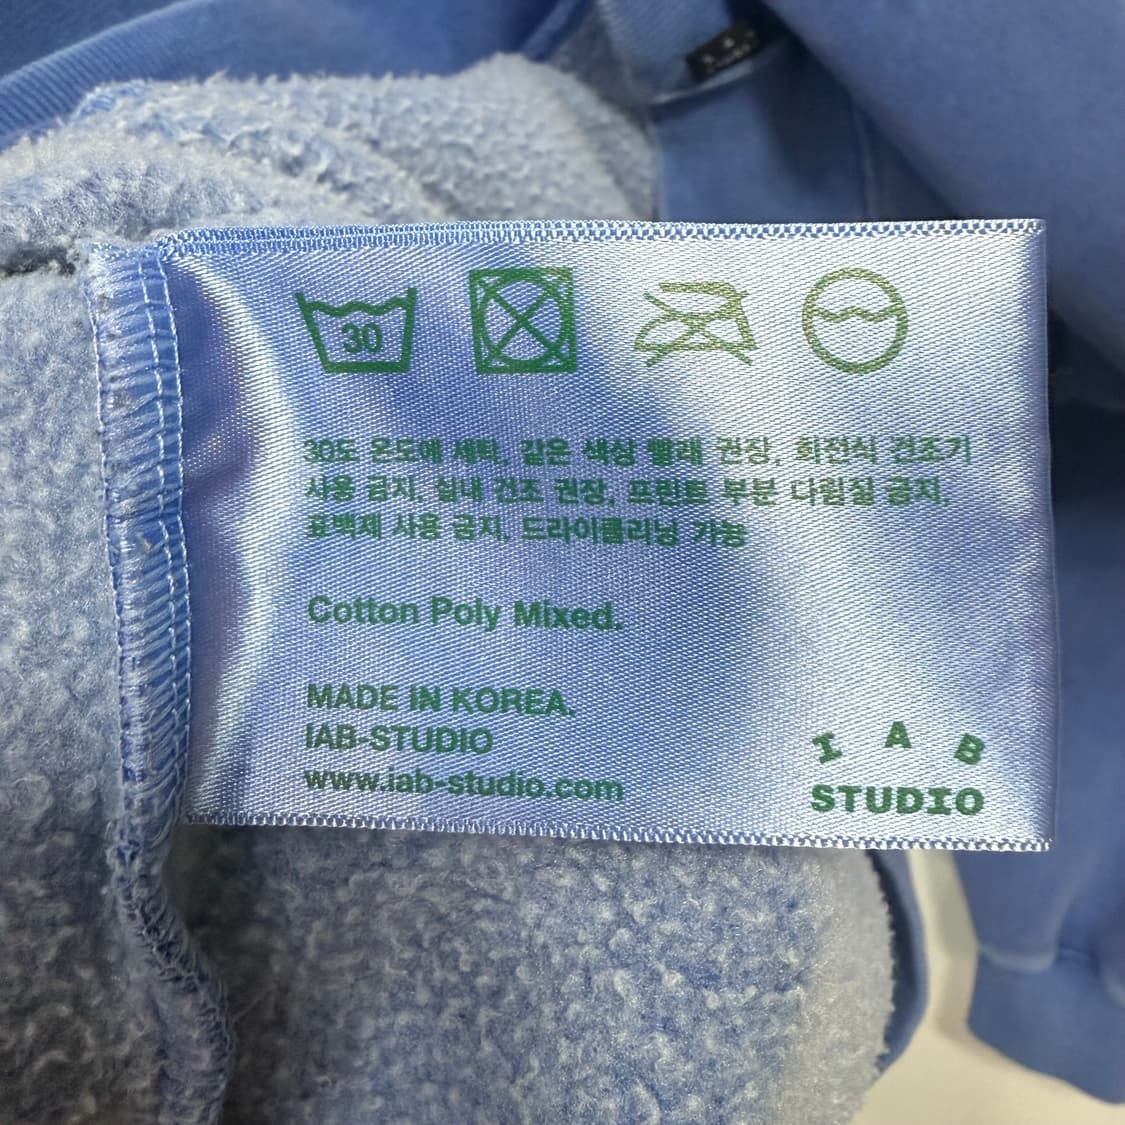 30
30도 온도에 세탁, 같은 색상 빨래 권장, 회전식 건조기
사용 금지, 실내 건조 권장, 프린트 부분 다림질 금지,
표백제 사용 금지, 드라이클리닝 가능
Cotton Poly Mixed.
MADE IN KOREA.
IAB-STUDIO
www.iab-studio.com
I A B
STUDIO